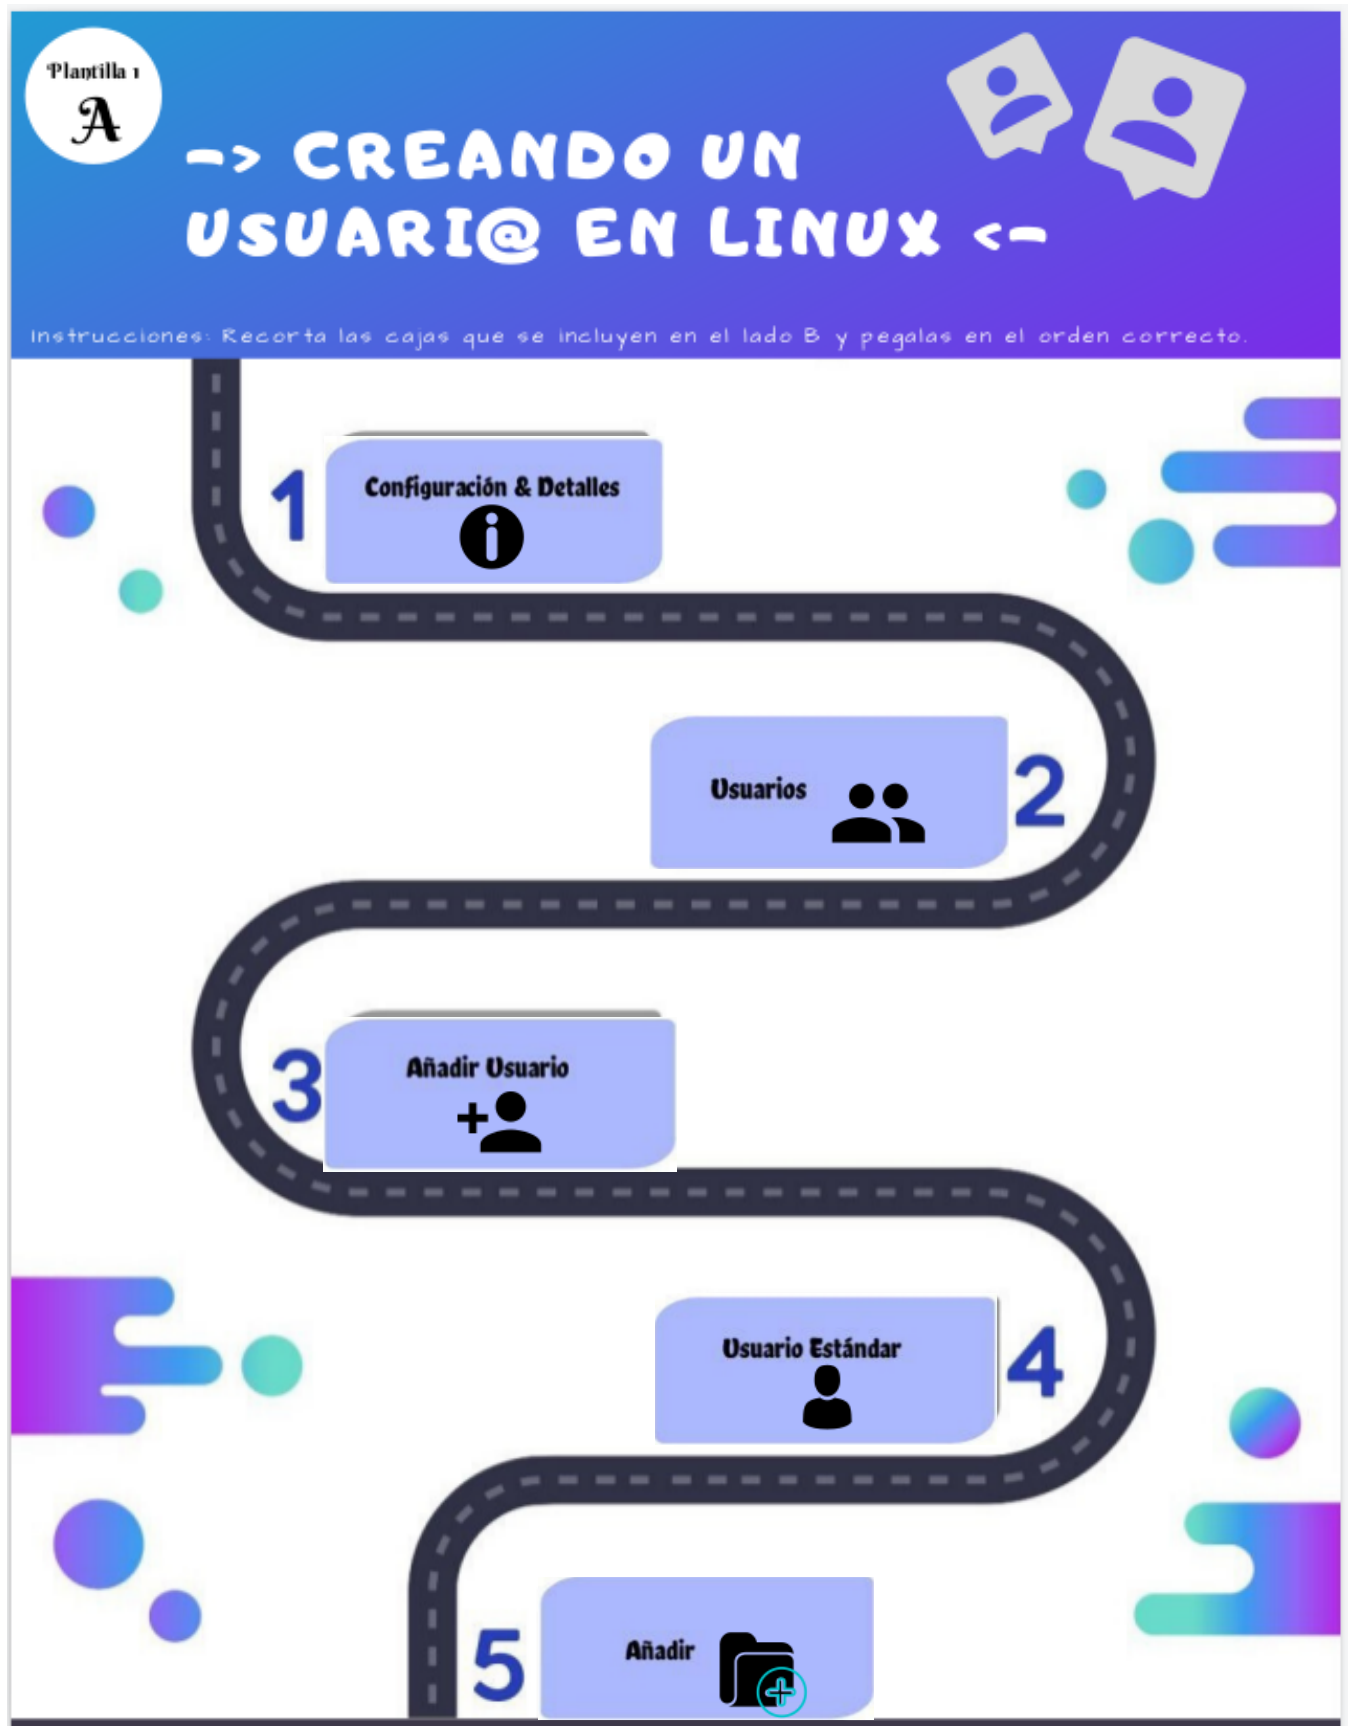 Plantilla 1
A
-> CREANDO UN
USUARI@ EN LINUX <-
Instrucciones: Recorta las cajas que se incluyen en el lado B y pegalas en el orden correcto.
1
Configuración & Detalles
Usuarios
2
3
Añadir Usuario
Usuario Estándar
4
5
Añadir